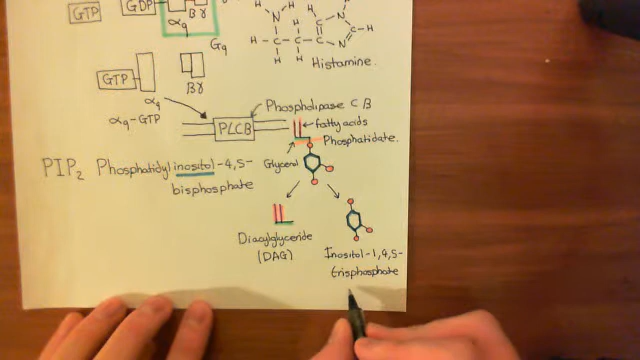 GTP
GDP
αq
βγ
Gq
H
N
H
N
H - C - C - C
C - H
N
H
H
Histamine.
GTP
αq
βγ
αq-GTP
PLCB
Phospholipase C B
fatty acids
Phosphatidate.
Glycerol
PIP2 Phosphatidyl inositol-4,5-
bisphosphate
Diacylglyceride
(DAG)
Inositol-1,4,5-
trisphosphate